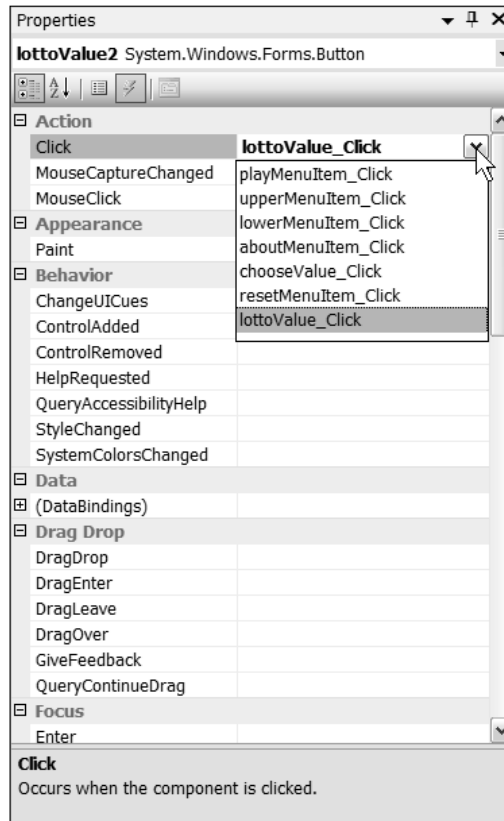 Properties
lottoValue2 System.Windows.Forms.Button
Action
Click lottoValue_Click
MouseCaptureChanged playMenuItem_Click
MouseClick upperMenuItem_Click
Appearance lowerMenuItem_Click
Paint aboutMenuItem_Click
Behavior chooseValue_Click
ChangeUICues resetMenuItem_Click
ControlAdded lottoValue_Click
ControlRemoved
HelpRequested
QueryAccessibilityHelp
StyleChanged
SystemColorsChanged
Data
(DataBindings)
Drag Drop
DragDrop
DragEnter
DragLeave
DragOver
GiveFeedback
QueryContinueDrag
Focus
Enter
Click
Occurs when the component is clicked.